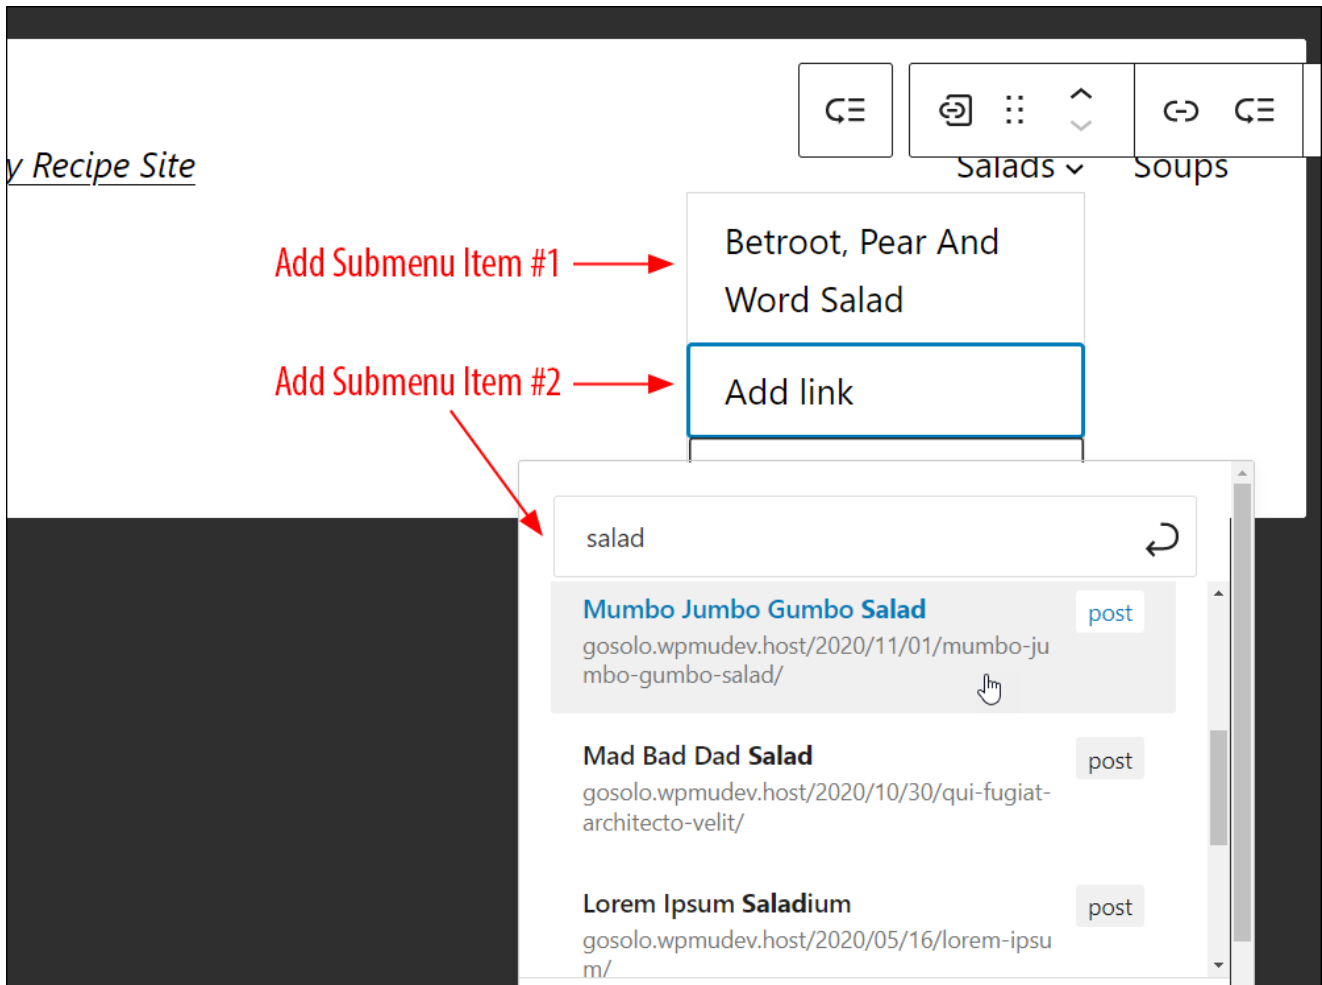 y Recipe Site
Salads
Soups
Add Submenu Item #1
Betroot, Pear And
Word Salad
Add Submenu Item #2
Add link
salad
Mumbo Jumbo Gumbo Salad
post
gosolo.wpmudev.host/2020/11/01/mumbo-ju
mbo-gumbo-salad/
Mad Bad Dad Salad
post
gosolo.wpmudev.host/2020/10/30/qui-fugiat-
architecto-velit/
Lorem Ipsum Saladium
post
gosolo.wpmudev.host/2020/05/16/lorem-ipsu
m/